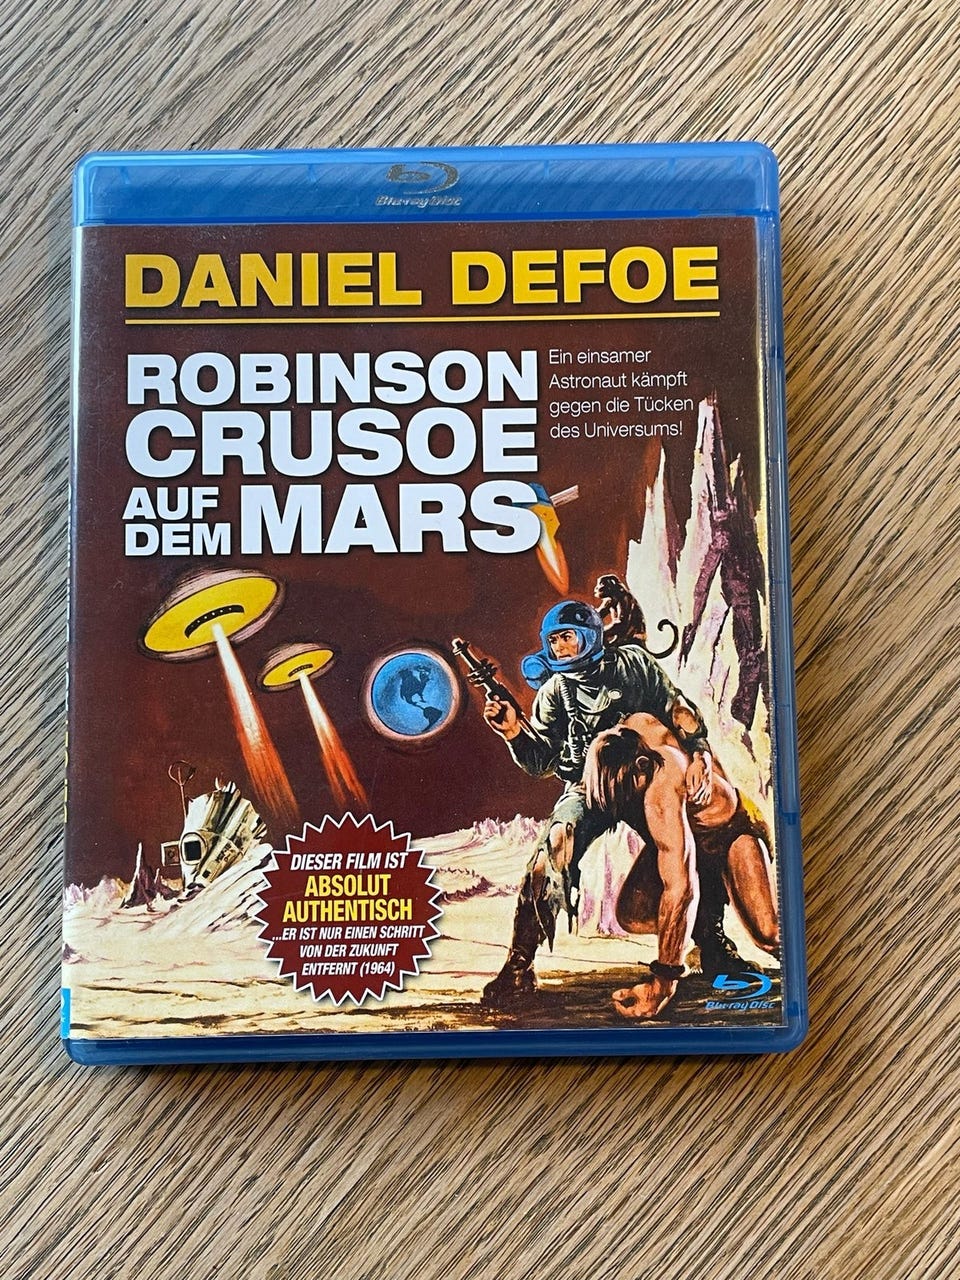 Blu-ray Disc
DANIEL DEFOE
ROBINSON
CRUSOE
AUF
DEM MARS
Ein einsamer
Astronaut kämpft
gegen die Tücken
des Universums!
DIESER FILM IST
ABSOLUT
AUTHENTISCH
...ER IST NUR EINEN SCHRITT
VON DER ZUKUNFT
ENTFERNT (1964)
Blu-ray Disc